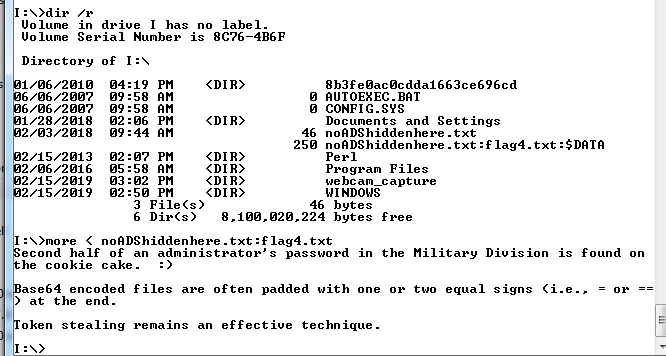 I:\>dir /r
Volume in drive I has no label.
Volume Serial Number is 8C76-4B6F
Directory of I:\
01/06/2010  04:19 PM    <DIR>          8b3fe0ac0cdda1663ce696cd
06/06/2007  09:58 AM                 0 AUTOEXEC.BAT
06/06/2007  09:58 AM                 0 CONFIG.SYS
01/28/2018  02:06 PM    <DIR>          Documents and Settings
02/03/2018  09:44 AM                46 noADShiddenhere.txt
                                   250 noADShiddenhere.txt:flag4.txt:$DATA
02/15/2013  02:07 PM    <DIR>          Perl
02/06/2016  05:58 AM    <DIR>          Program Files
02/15/2019  03:02 PM    <DIR>          webcam_capture
02/15/2019  02:50 PM    <DIR>          WINDOWS
3 File(s)             46 bytes
6 Dir(s)   8,100,020,224 bytes free
I:\>more < noADShiddenhere.txt:flag4.txt
Second half of an administrator's password in the Military Division is found on
the cookie cake.  :)
Base64 encoded files are often padded with one or two equal signs (i.e., = or ==
) at the end.
Token stealing remains an effective technique.
I:\>